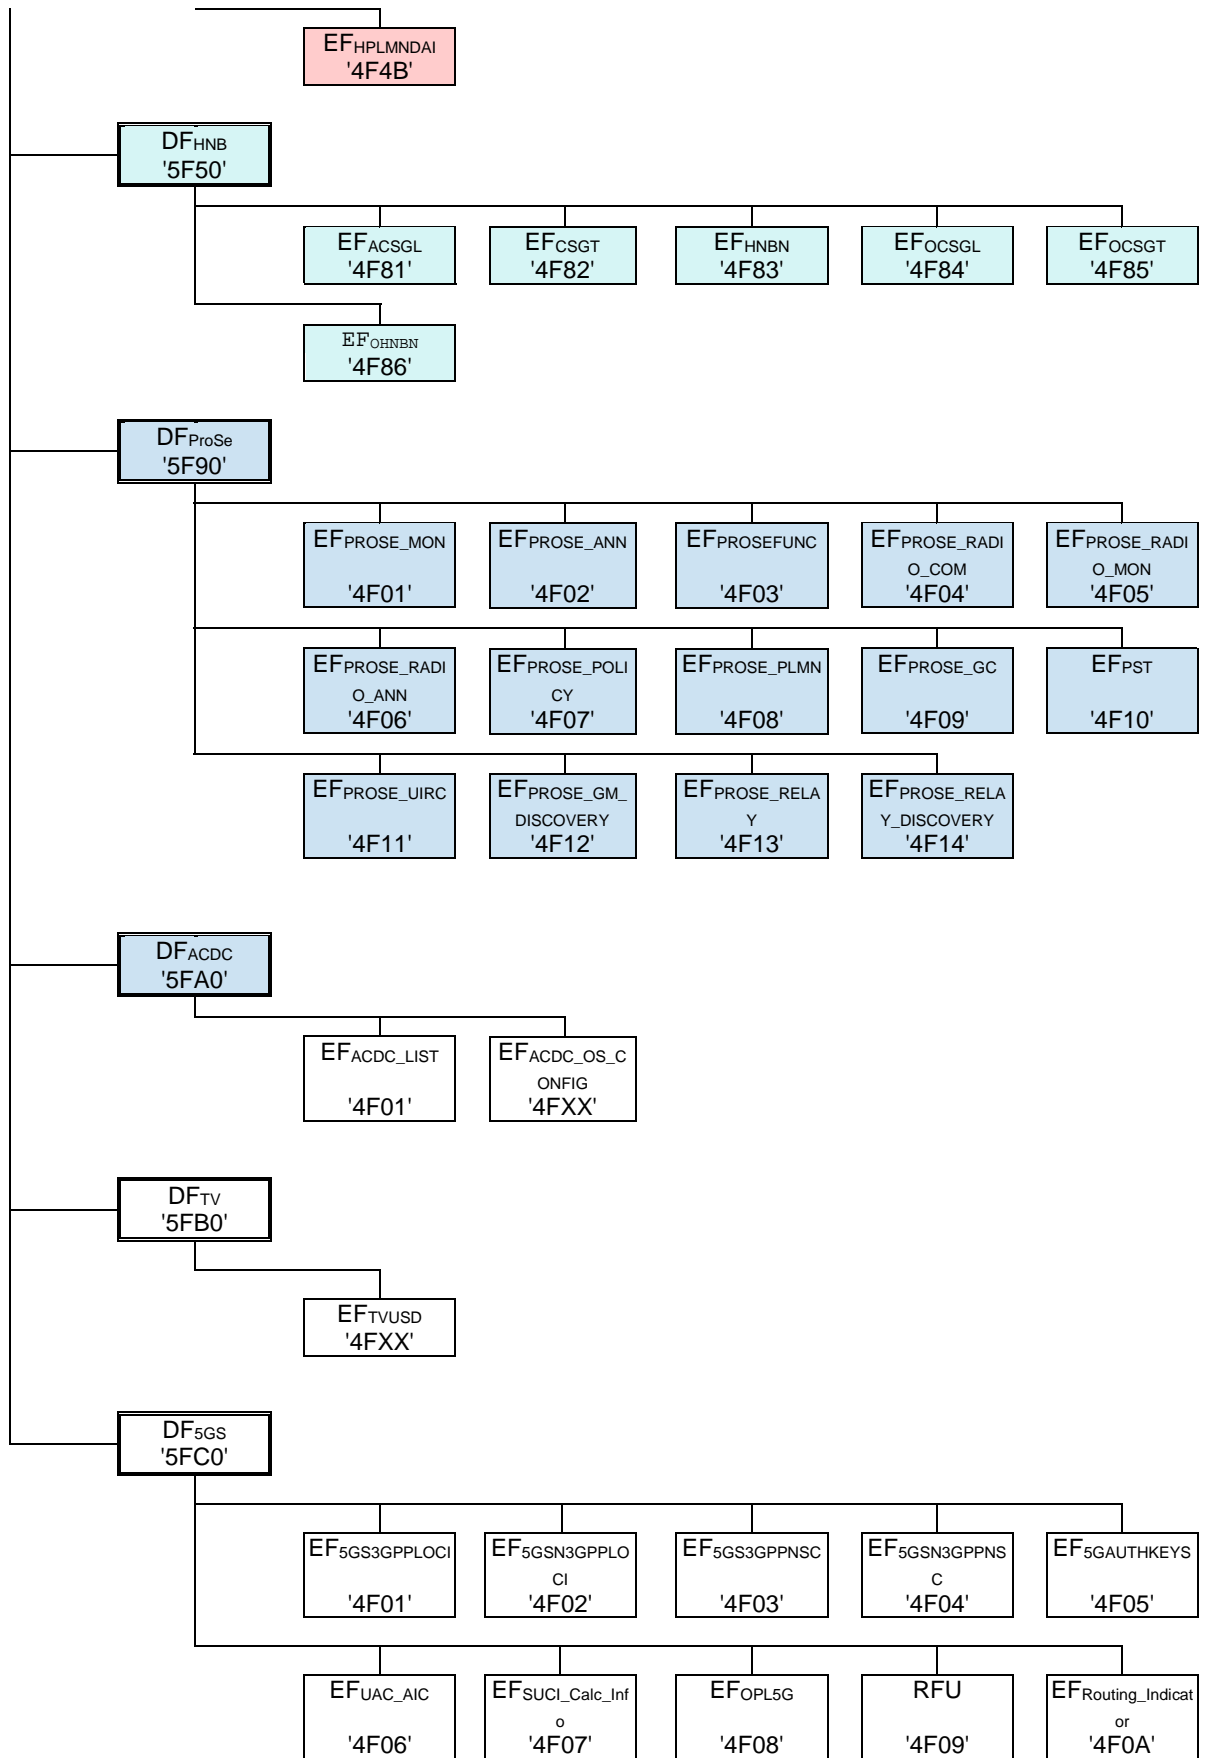 EFHPLMNDAI
'4F4B'
DFHNB
'5F50'
EFACSGL
'4F81'
EFCSGT
'4F82'
EFHNBN
'4F83'
EFOCSGL
'4F84'
EFOCSGT
'4F85'
EFOHNBN
'4F86'
DFProSe
'5F90'
EFPROSE_MON
'4F01'
EFPROSE_ANN
'4F02'
EFPROSEFUNC
'4F03'
EFPROSE_RADI
O_COM
'4F04'
EFPROSE_RADI
O_MON
'4F05'
EFPROSE_RADI
O_ANN
'4F06'
EFPROSE_POLI
CY
'4F07'
EFPROSE_PLMN
'4F08'
EFPROSE_GC
'4F09'
EFPST
'4F10'
EFPROSE_UIRC
'4F11'
EFPROSE_GM_
DISCOVERY
'4F12'
EFPROSE_RELA
Y
'4F13'
EFPROSE_RELA
Y_DISCOVERY
'4F14'
DFACDC
'5FA0'
EFACDC_LIST
'4F01'
EFACDC_OS_C
ONFIG
'4FXX'
DFTV
'5FB0'
EFTVUSD
'4FXX'
DF5GS
'5FC0'
EF5GS3GPPLOCI
'4F01'
EF5GSN3GPPLO
CI
'4F02'
EF5GS3GPPNSC
'4F03'
EF5GSN3GPPNS
C
'4F04'
EF5GAUTHKEYS
'4F05'
EFUAC_AIC
'4F06'
EFSUCI_Calc_Inf
o
'4F07'
EFOPL5G
'4F08'
RFU
'4F09'
EFRouting_Indicat
or
'4F0A'